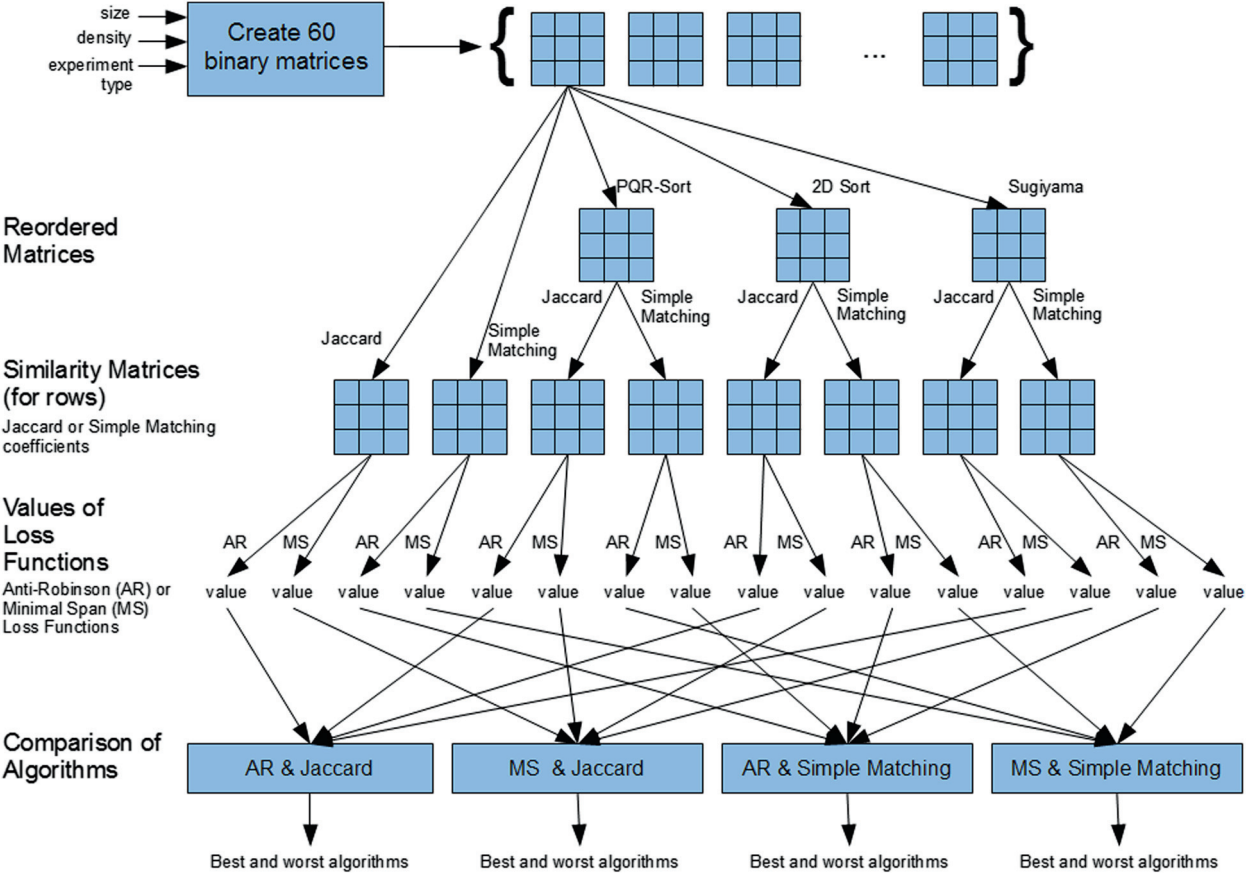 size
density
experiment
type
Create 60
binary matrices
{ ... }
PQR-Sort 2D Sort Sugiyama
Reordered
Matrices
Jaccard Simple
Matching Jaccard Simple
Matching Jaccard Simple
Matching
Jaccard Simple
Matching
Similarity Matrices
(for rows)
Jaccard or Simple Matching
coefficients
Values of
Loss
Functions
AR MS AR MS AR MS AR MS AR MS AR MS AR MS AR MS
Anti-Robinson (AR) or
Minimal Span (MS)
Loss Functions
value value value value value value value value value value value value value value value value
Comparison of
Algorithms
AR & Jaccard MS & Jaccard AR & Simple Matching MS & Simple Matching
Best and worst algorithms Best and worst algorithms Best and worst algorithms Best and worst algorithms